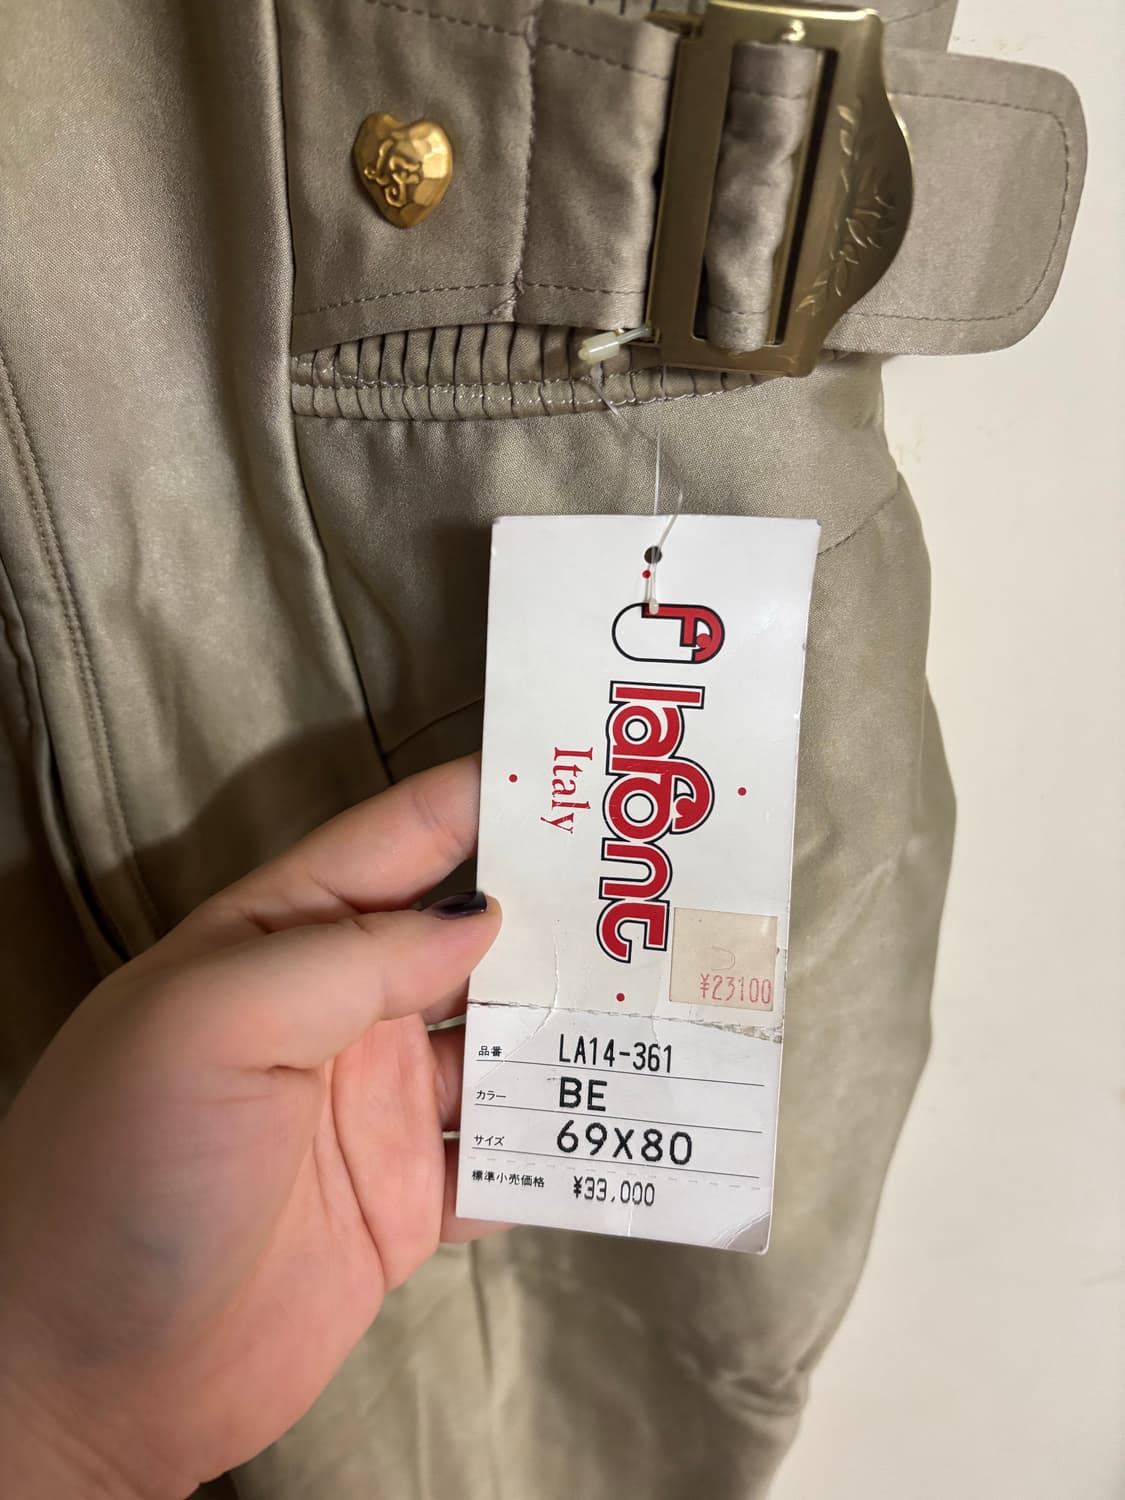 lafont
Italy
¥23100
品番 LA14-361
カラー BE
サイズ 69X80
標準小売価格 ¥33,000